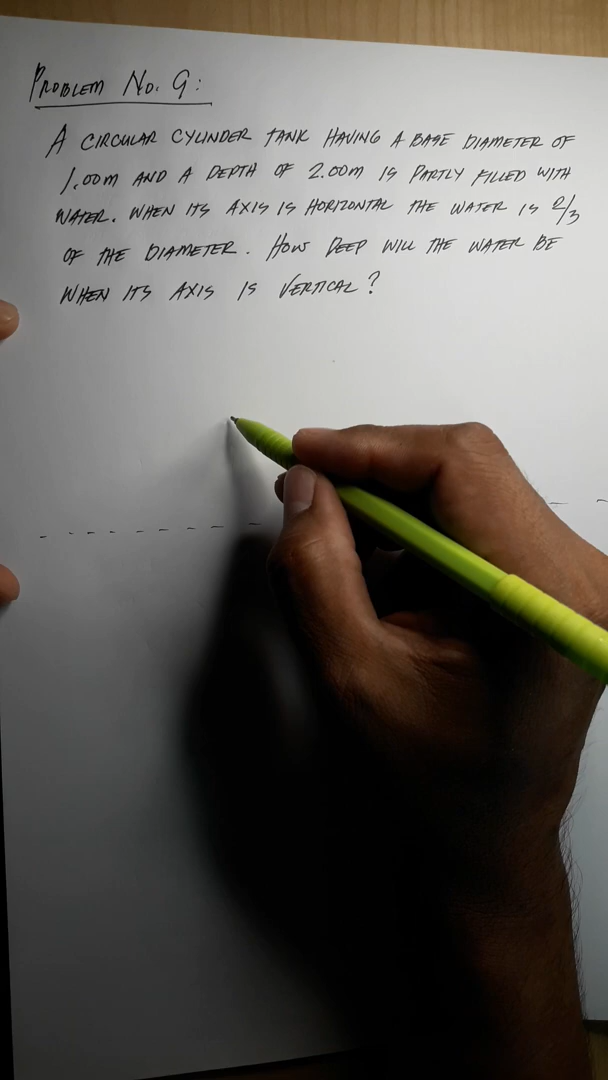 PROBLEM NO. 9:
A CIRCULAR CYLINDER TANK HAVING A BASE DIAMETER OF
1.00M AND A DEPTH OF 2.00M IS PARTLY FILLED WITH
WATER. WHEN ITS AXIS IS HORIZONTAL THE WATER IS 2/3
OF THE DIAMETER. HOW DEEP WILL THE WATER BE
WHEN ITS AXIS IS VERTICAL?